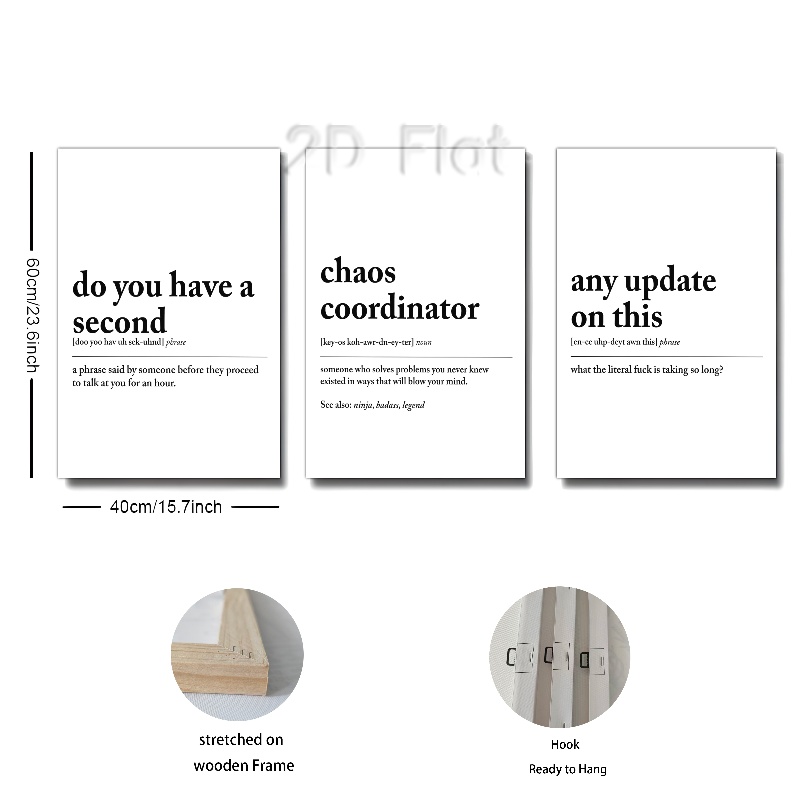 2D Flat
do you have a
second
[doo yoo hav uh sek-uhnd] phrase
a phrase said by someone before they proceed
to talk at you for an hour.
chaos
coordinator
[key-os koh-awr-dn-ey-ter] noun
someone who solves problems you never knew
existed in ways that will blow your mind.
See also: ninja, badass, legend
any update
on this
[en-ee uhp-deyt awn this] phrase
what the literal fuck is taking so long?
60cm/23.6inch
40cm/15.7inch
stretched on
wooden Frame
Hook
Ready to Hang